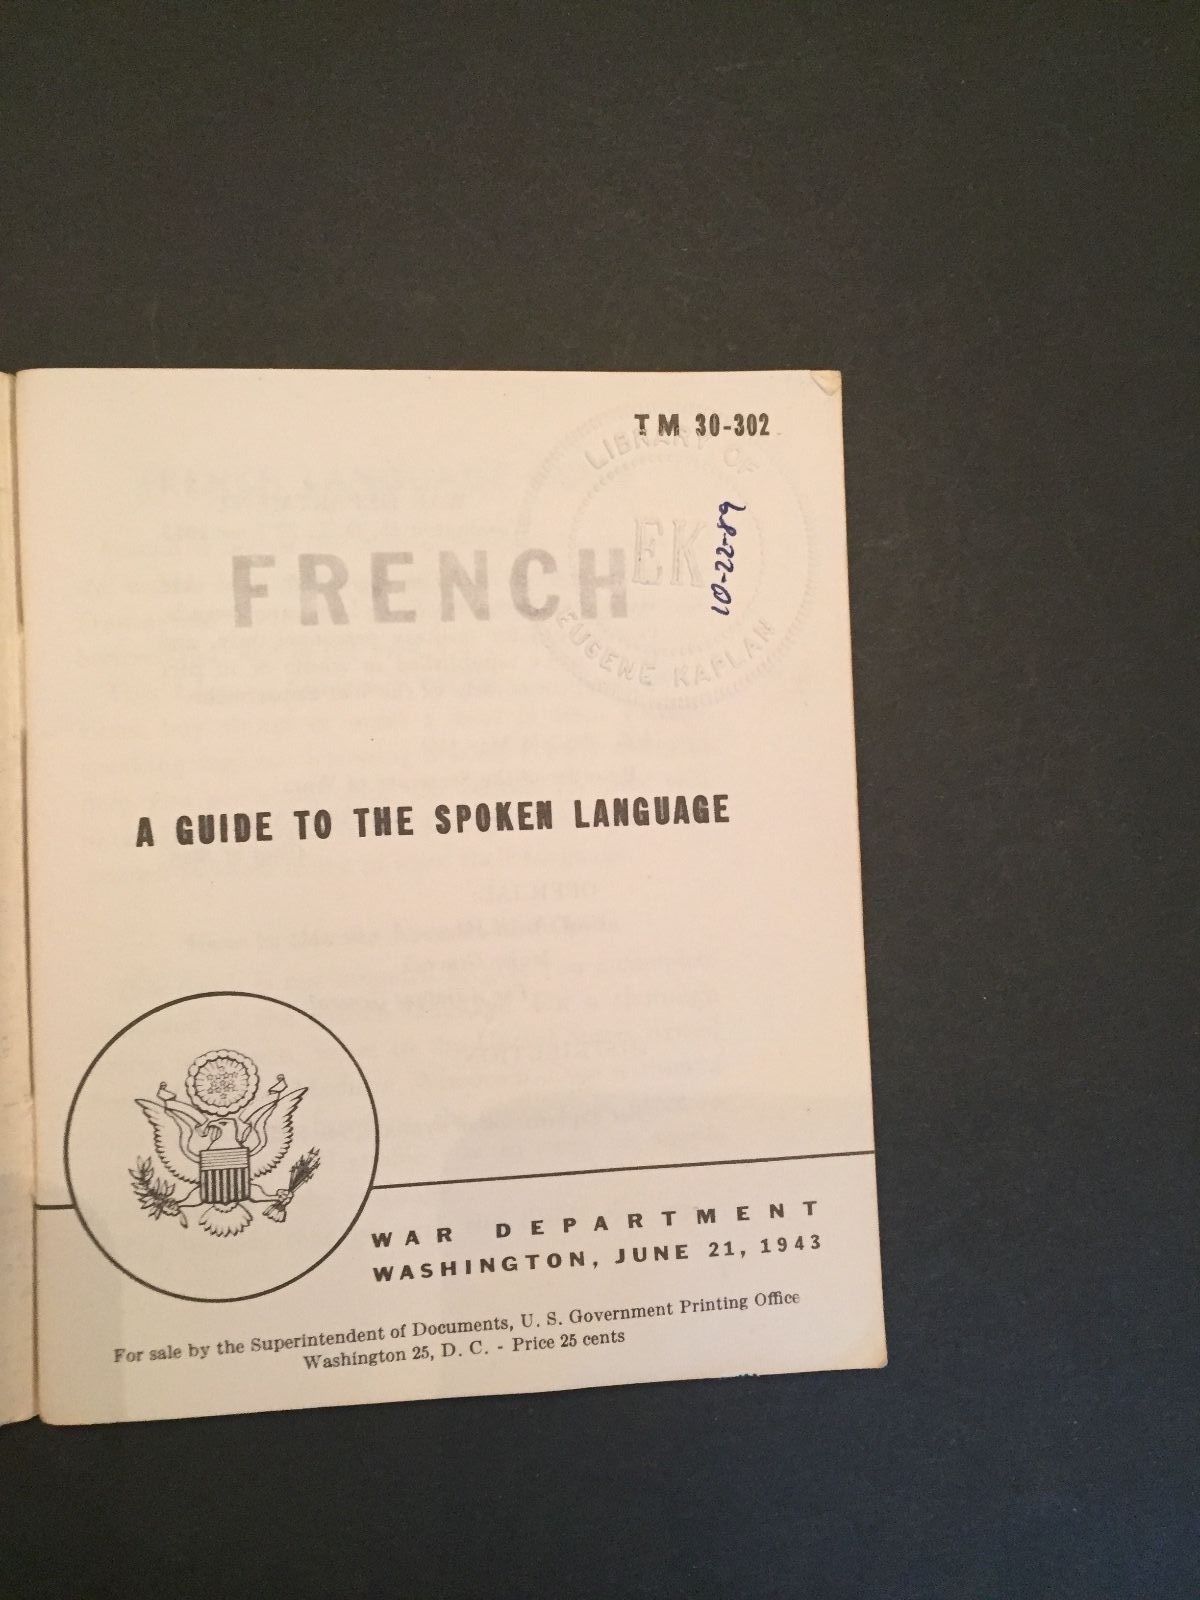 TM 30-302
LIBRARY OF
EK
EUGENE KAPLAN
10-22-89
FRENCH
A GUIDE TO THE SPOKEN LANGUAGE
WAR DEPARTMENT
WASHINGTON, JUNE 21, 1943
For sale by the Superintendent of Documents, U. S. Government Printing Office
Washington 25, D. C. - Price 25 cents